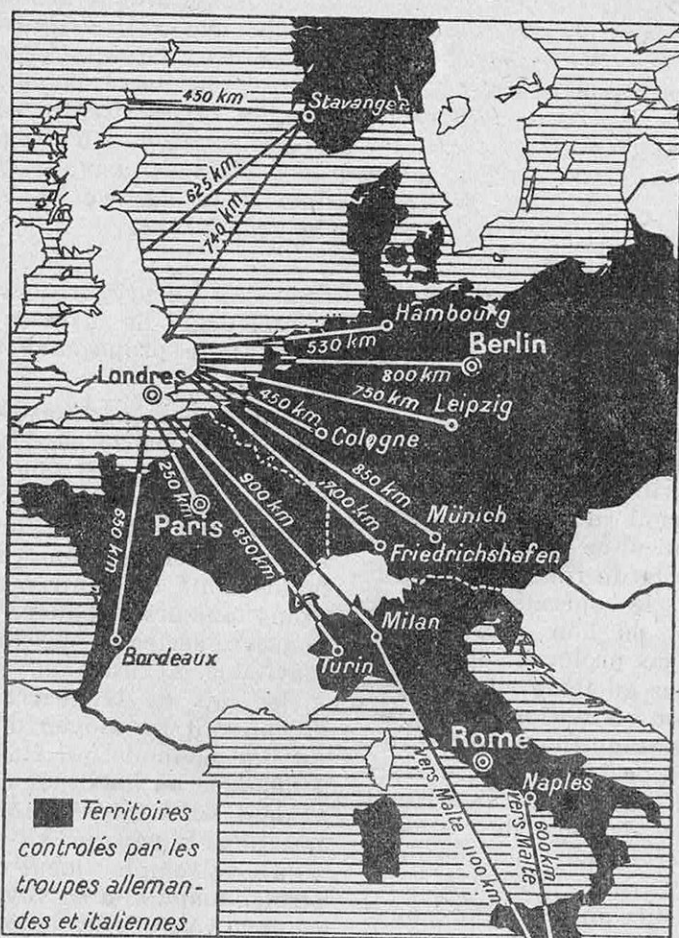 450 km
Stavanger
625 km.
740 km.
Hambourg
530 km
Berlin
800 km
Londres
750 km
Leipzig
450 km
Cologne
850 km
250 km
900 km
700 km
Münich
Paris
Friedrichshafen
650 km
850 km
Milan
Bordeaux
Turin
Rome
vers Malte 1100 km
Naples
vers Malte
600 km
Territoires
controlés par les
troupes alleman-
des et italiennes